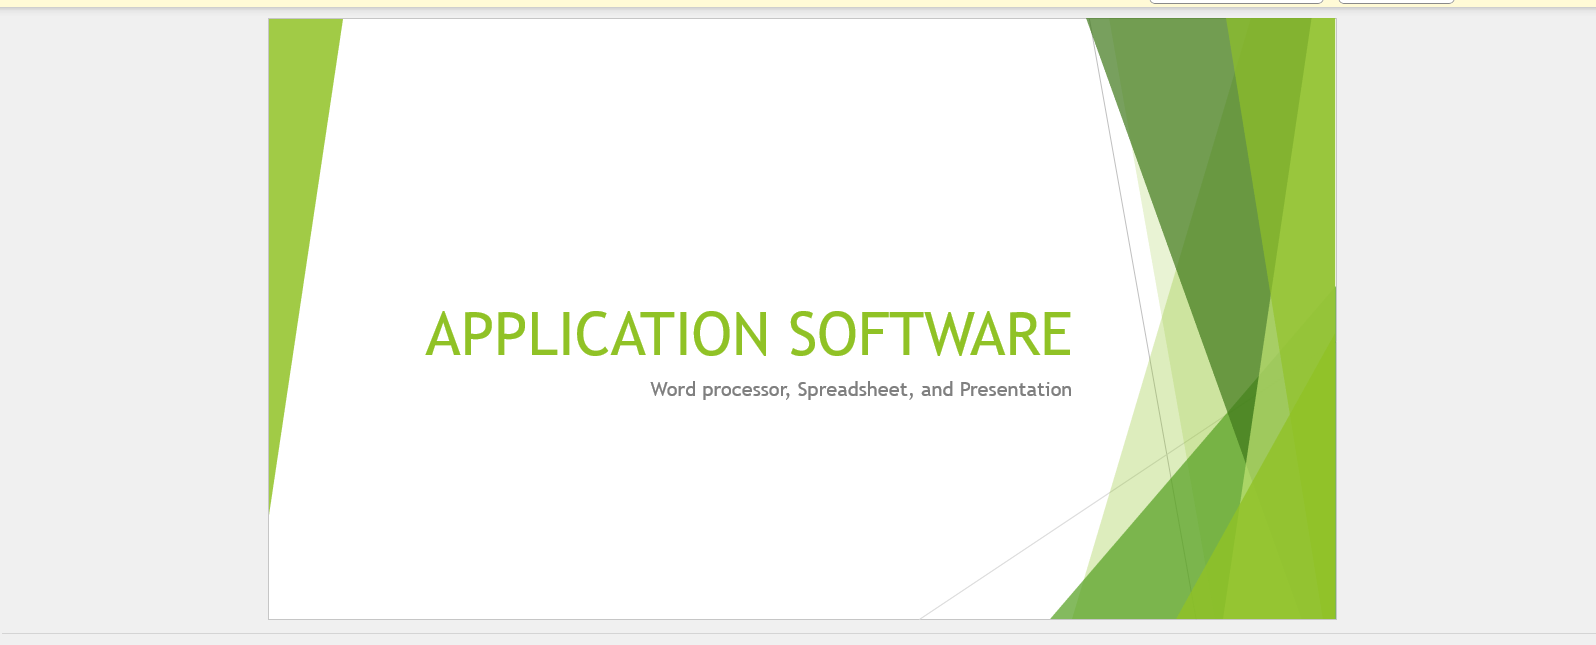 APPLICATION SOFTWARE
Word processor, Spreadsheet, and Presentation